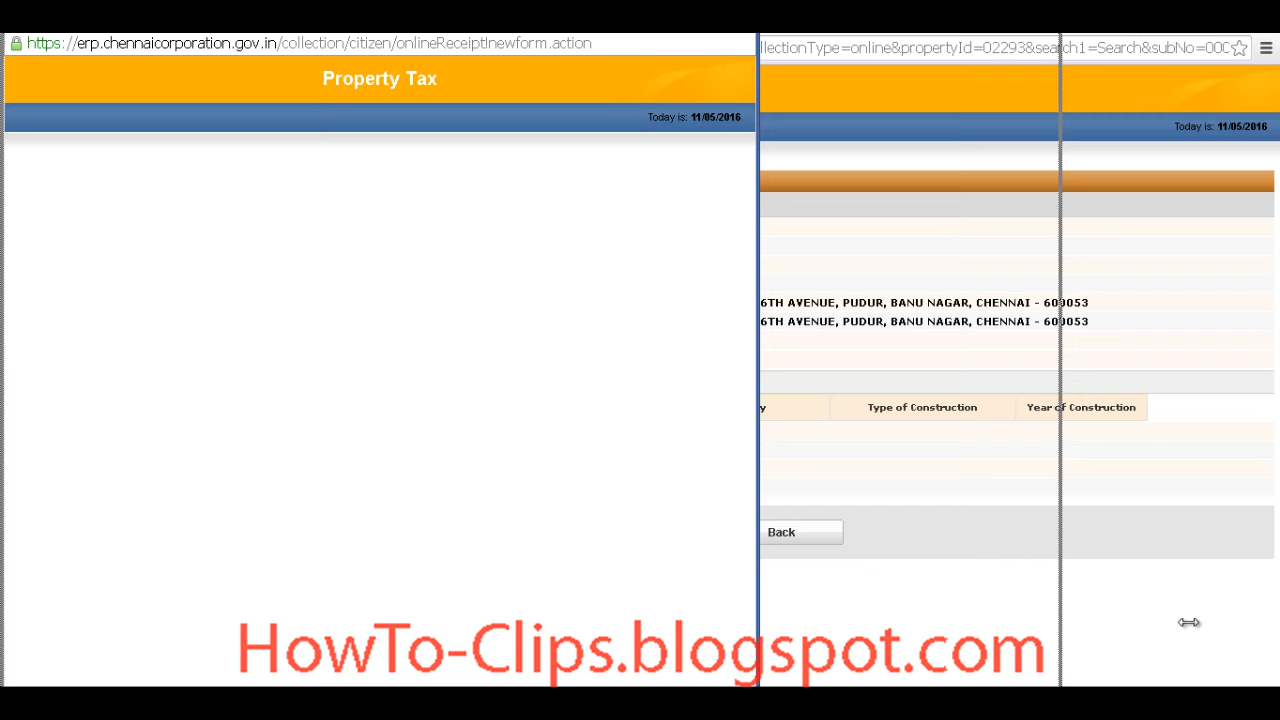 https://erp.chennaicorporation.gov.in/collection/citizen/onlineReceipt!newform.action
llectionType=online&propertyId=02293&search1=Search&subNo=000
Property Tax
Today is: 11/05/2016
Today is: 11/05/2016
6TH AVENUE, PUDUR, BANU NAGAR, CHENNAI - 600053
6TH AVENUE, PUDUR, BANU NAGAR, CHENNAI - 600053
y Type of Construction Year of Construction
Back
HowTo-Clips.blogspot.com